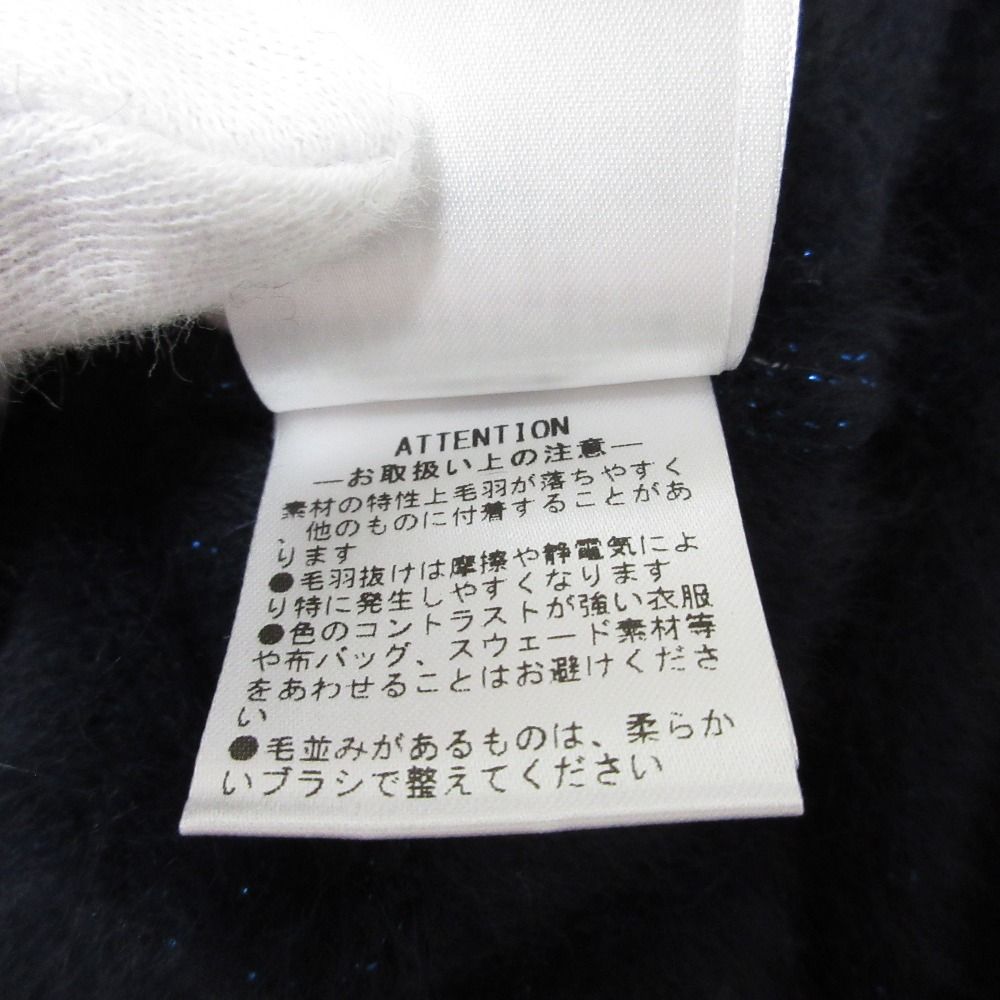 ATTENTION
―お取扱い上の注意―
素材の特性上毛羽が落ちやすく
、他のものに付着することがあ
ります
●毛羽抜けは摩擦や静電気によ
り特に発生しやすくなります
●色のコントラストが強い衣服
や布バッグ、スウェード素材等
をあわせることはお避けくださ
い
●毛並みがあるものは、柔らか
いブラシで整えてください